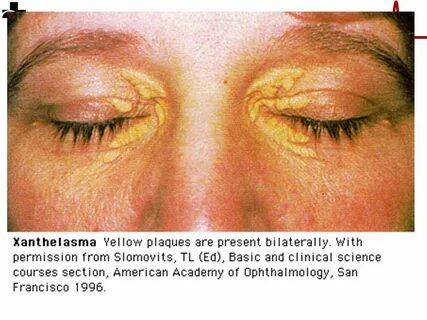 Xanthelasma Yellow plaques are present bilaterally. With
permission from Slomovits, TL (Ed), Basic and clinical science
courses section, American Academy of Ophthalmology, San
Francisco 1996.